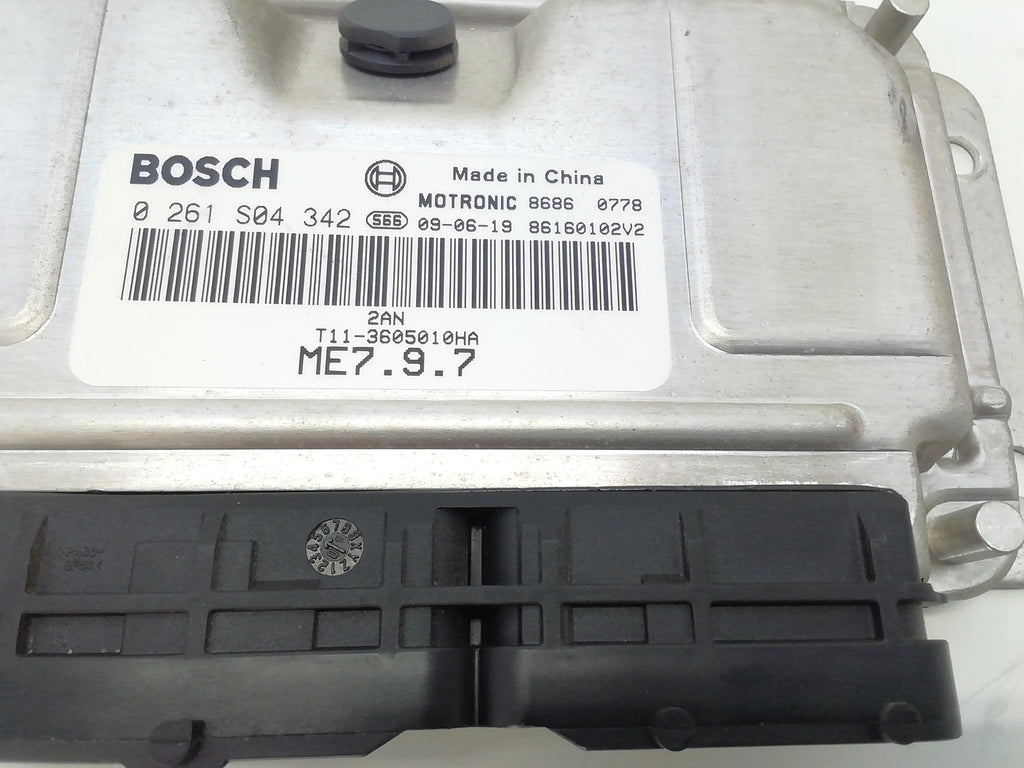 BOSCH
Made in China
MOTRONIC 8686 0778
0 261 S04 342 S66 09-06-19 86160102V2
2AN
T11-3605010HA
ME7.9.7